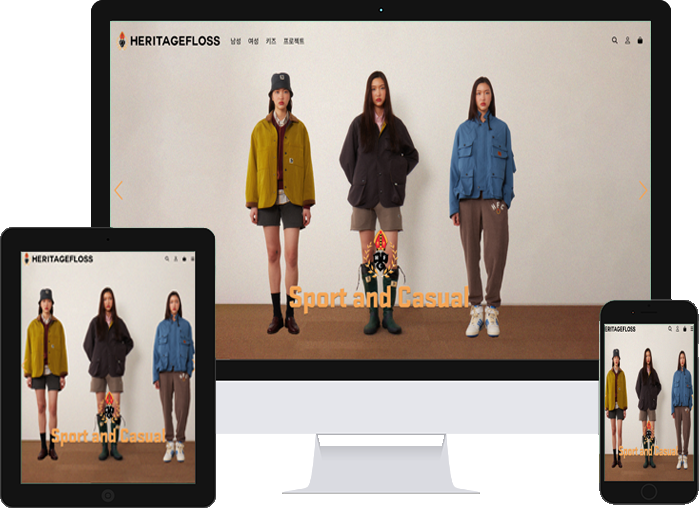 HERITAGEFLOSS 남성 여성 키즈 프로젝트
Sport and Casual
HERITAGEFLOSS
Sport and Casual
HERITAGEFLOSS
Sport and Casual